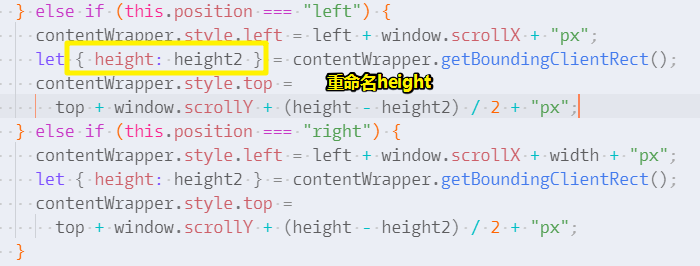 } else if (this.position === "left") {
contentWrapper.style.left = left + window.scrollX + "px";
let { height: height2 } = contentWrapper.getBoundingClientRect();
contentWrapper.style.top =
重命名height
top + window.scrollY + (height - height2) / 2 + "px";
} else if (this.position === "right") {
contentWrapper.style.left = left + window.scrollX + width + "px";
let { height: height2 } = contentWrapper.getBoundingClientRect();
contentWrapper.style.top =
top + window.scrollY + (height - height2) / 2 + "px";
}